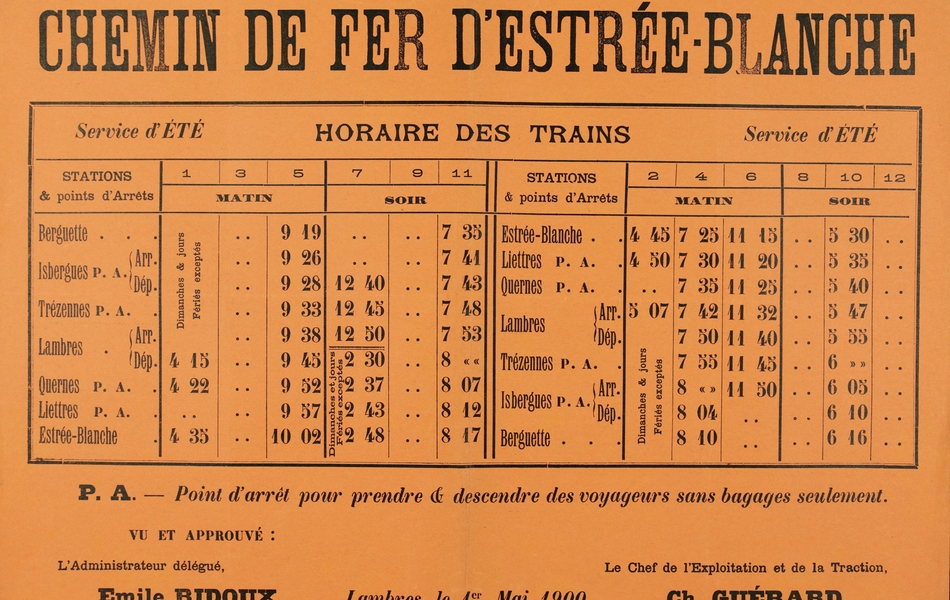 CHEMIN DE FER D'ESTRÉE-BLANCHE
Service d'ÉTÉ HORAIRE DES TRAINS Service d'ÉTÉ
STATIONS & points d'Arrêts 1 3 5 7 9 11 STATIONS & points d'Arrêts 2 4 6 8 10 12
MATIN SOIR MATIN SOIR
Berguette . . . . . 9 19 . . . . 7 35 Estrée-Blanche . . 4 45 7 25 11 15 . . 5 30 . .
Isbergues P. A. Arr. . . 9 26 . . . . 7 41 Liettres P. A. . 4 50 7 30 11 20 . . 5 35 . .
Dép. . . 9 28 12 40 . . 7 43 Quernes P. A. . . . 7 35 11 25 . . 5 40 . .
Trézennes P. A. . . . 9 33 12 45 . . 7 48 Lambres Arr. 5 07 7 42 11 32 . . 5 47 . .
Lambres . Arr. . . 9 38 12 50 . . 7 53 Dép. 7 50 11 40 . . 5 55 . .
Dép. 4 15 . . 9 45 2 30 . . 8 «« Trézennes P. A. . 7 55 11 45 . . 6 »» . .
Quernes P. A. . 4 22 . . 9 52 2 37 . . 8 07 Isbergues P. A. Arr. 8 «» 11 50 . . 6 05 . .
Liettres P. A. . . . . . 9 57 2 43 . . 8 12 Dép. 8 04 . . . . 6 10 . .
Estrée-Blanche . 4 35 . . 10 02 2 48 . . 8 17 Berguette . . . 8 10 . . . . 6 16 . .
Dimanches & jours
Fériés exceptés
Dimanches et jours
Fériés exceptés
Dimanches & jours
Fériés exceptés
P. A. — Point d'arrêt pour prendre & descendre des voyageurs sans bagages seulement.
VU ET APPROUVÉ :
L'Administrateur délégué, Le Chef de l'Exploitation et de la Traction,
Emile BIDOUX Lambres, le 1er Mai 1900 Ch. GUÉRARD